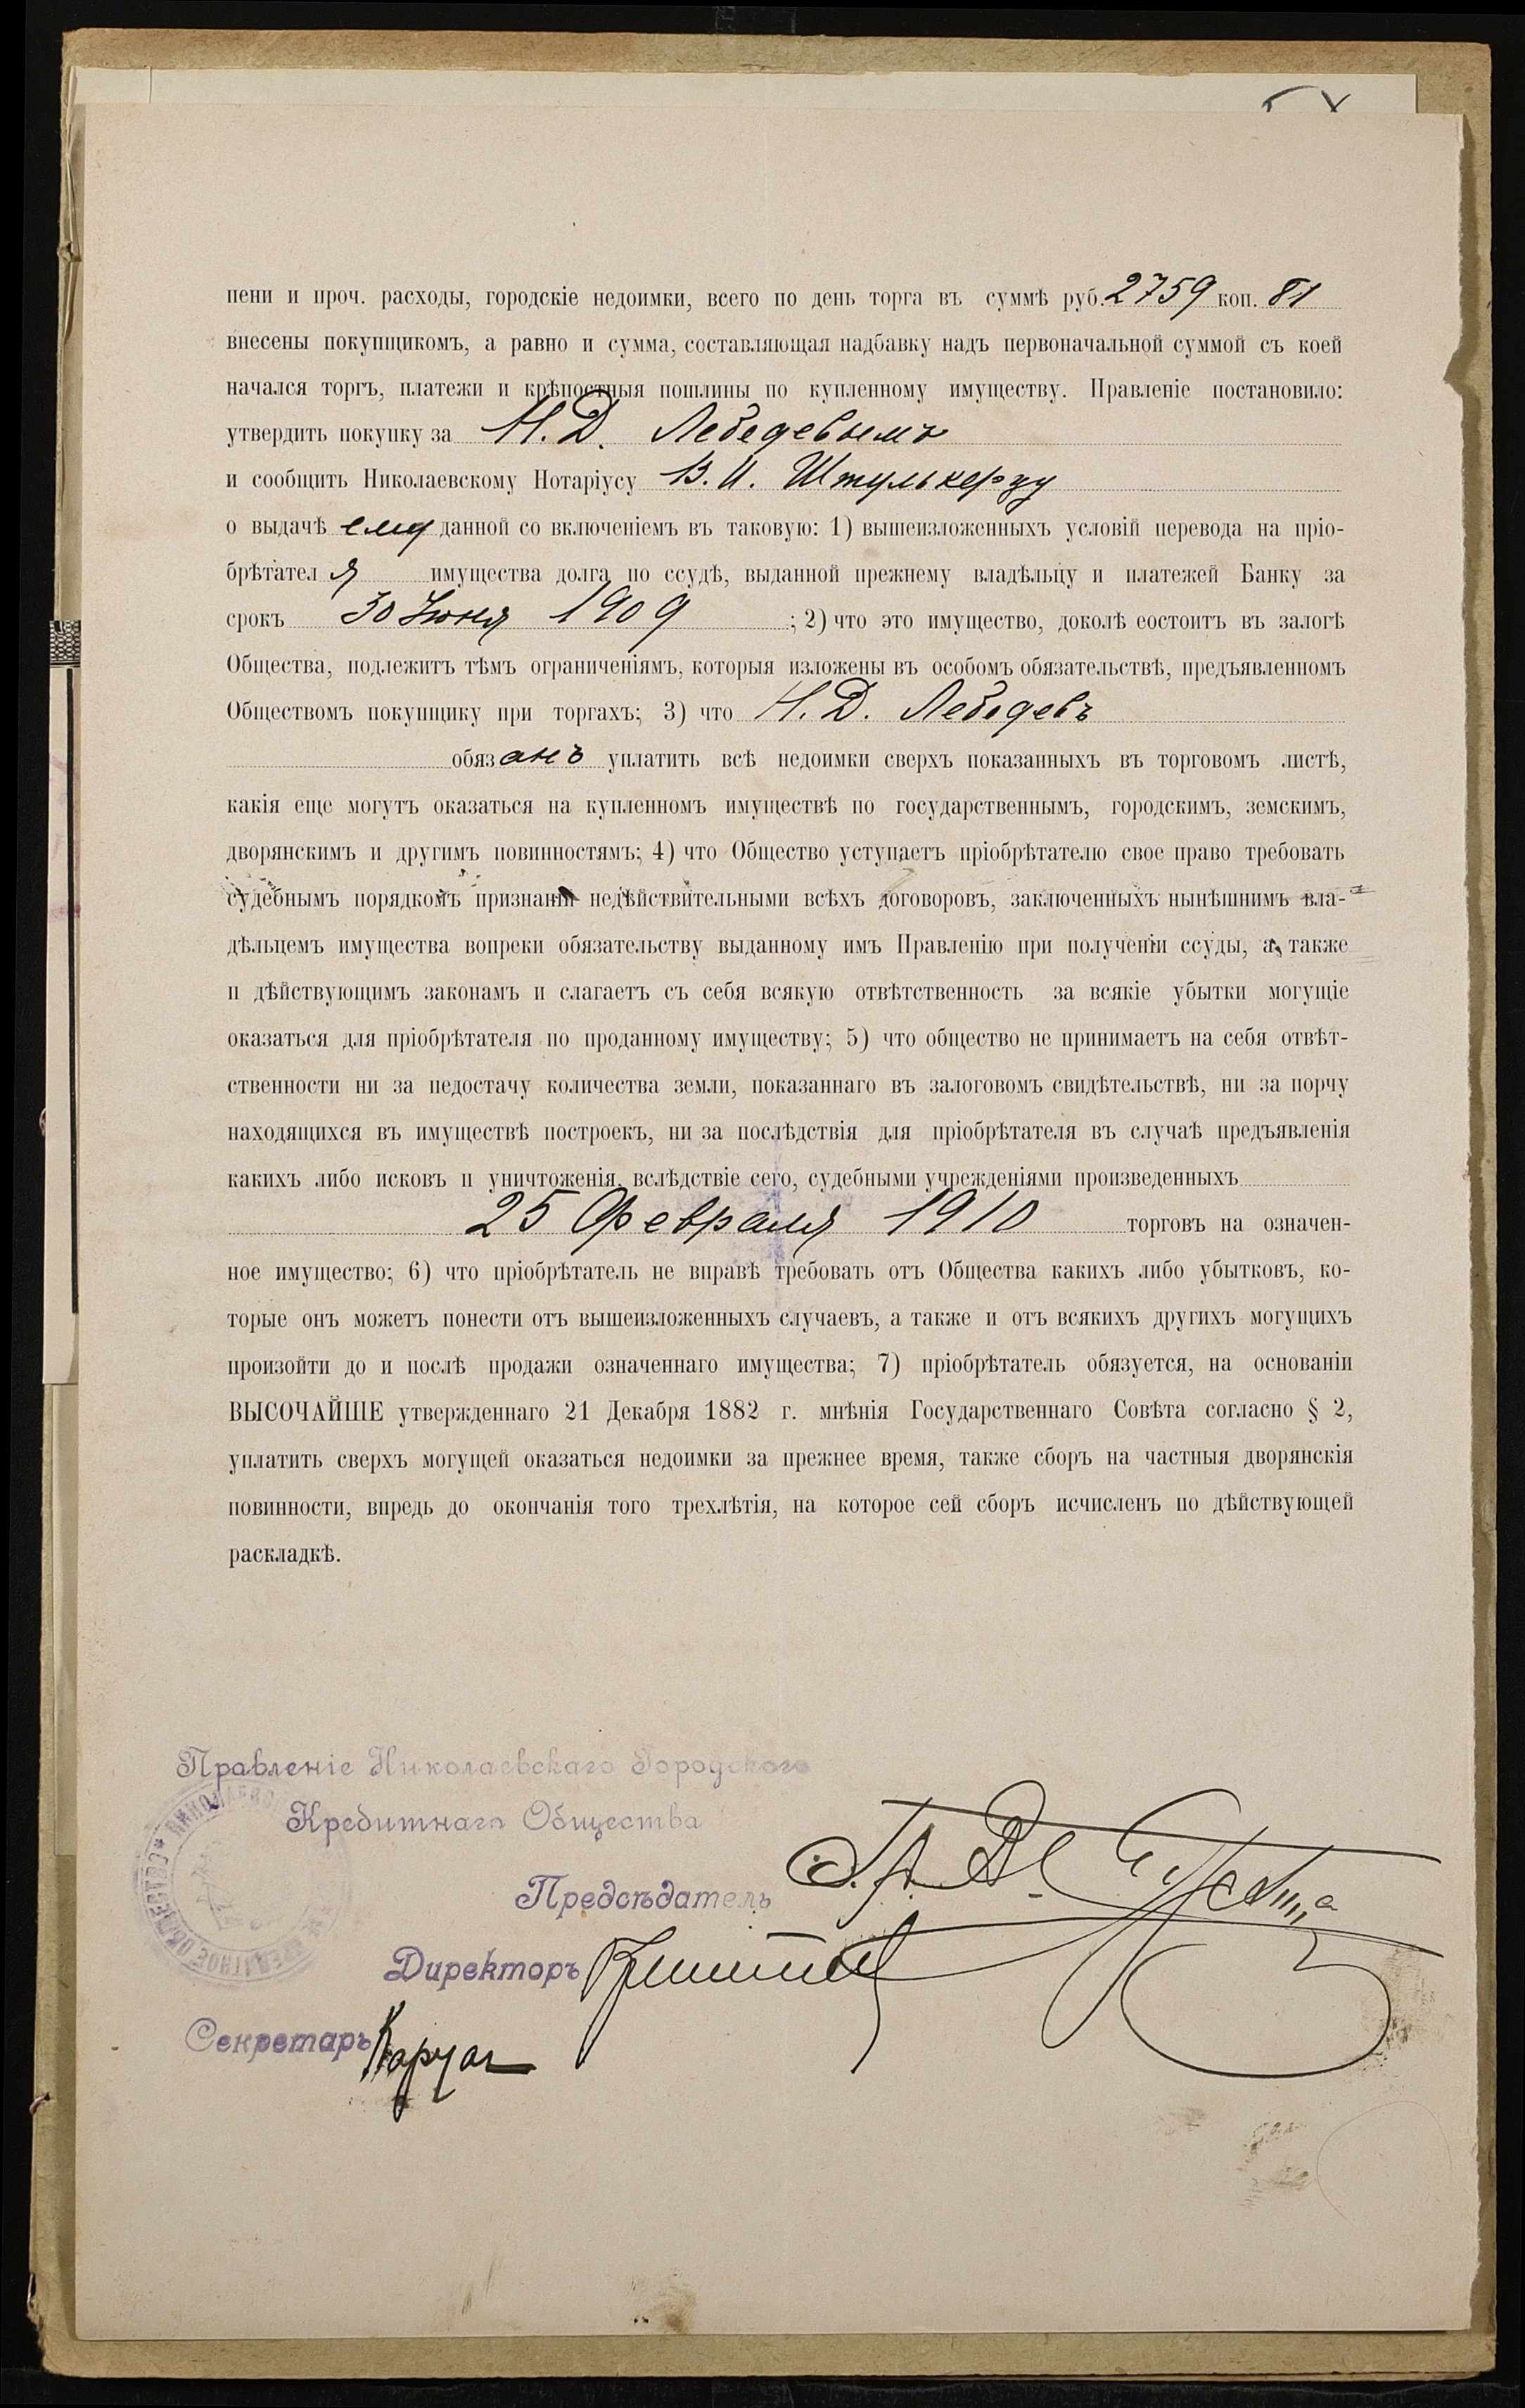 пени и проч. расходы, городскіе недоимки, всего по день торга въ суммѣ руб. 2759 коп. 81
внесены покупщикомъ, а равно и сумма, составляющая надбавку надъ первоначальной суммой съ коей
начался торгъ, платежи и крѣпостныя пошлины по купленному имуществу. Правленіе постановило:
утвердить покупку за Н. Д. Лебедевымъ
и сообщить Николаевскому Нотаріусу В. И. Штулькерцу
о выдачѣ ему данной со включеніемъ въ таковую: 1) вышеизложенныхъ условій перевода на пріо-
брѣтател я имущества долга по ссудѣ, выданной прежнему владѣльцу и платежей Банку за
срокъ 30 Іюня 1909 ; 2) что это имущество, доколѣ состоитъ въ залогѣ
Общества, подлежитъ тѣмъ ограниченіямъ, которыя изложены въ особомъ обязательствѣ, предъявленномъ
Обществомъ покупщику при торгахъ; 3) что Н. Д. Лебедевъ
обязанъ уплатить всѣ недоимки сверхъ показанныхъ въ торговомъ листѣ,
какія еще могутъ оказаться на купленномъ имуществѣ по государственнымъ, городскимъ, земскимъ,
дворянскимъ и другимъ повинностямъ; 4) что Общество уступаетъ пріобрѣтателю свое право требовать
судебнымъ порядкомъ признаніи недѣйствительными всѣхъ договоровъ, заключенныхъ нынѣшнимъ вла-
дѣльцемъ имущества вопреки обязательству выданному имъ Правленію при полученіи ссуды, а также
и дѣйствующимъ законамъ и слагаетъ съ себя всякую отвѣтственность за всякіе убытки могущіе
оказаться для пріобрѣтателя по проданному имуществу; 5) что общество не принимаетъ на себя отвѣт-
ственности ни за недостачу количества земли, показаннаго въ залоговомъ свидѣтельствѣ, ни за порчу
находящихся въ имуществѣ построекъ, ни за послѣдствія для пріобрѣтателя въ случаѣ предъявленія
какихъ либо исковъ и уничтоженія, вслѣдствіе сего, судебными учрежденіями произведенныхъ
25 Февраля 1910 торговъ на означен-
ное имущество; 6) что пріобрѣтатель не вправѣ требовать отъ Общества какихъ либо убытковъ, ко-
торые онъ можетъ понести отъ вышеизложенныхъ случаевъ, а также и отъ всякихъ другихъ могущихъ
произойти до и послѣ продажи означеннаго имущества; 7) пріобрѣтатель обязуется, на основаніи
ВЫСОЧАЙШЕ утвержденнаго 21 Декабря 1882 г. мнѣнія Государственнаго Совѣта согласно § 2,
уплатить сверхъ могущей оказаться недоимки за прежнее время, также сборъ на частныя дворянскія
повинности, впредь до окончанія того трехлѣтія, на которое сей сборъ исчисленъ по дѣйствующей
раскладкѣ.
Правленіе Николаевскаго Городского
Кредитнаго Общества
Предсѣдатель
Директоръ
Секретарь